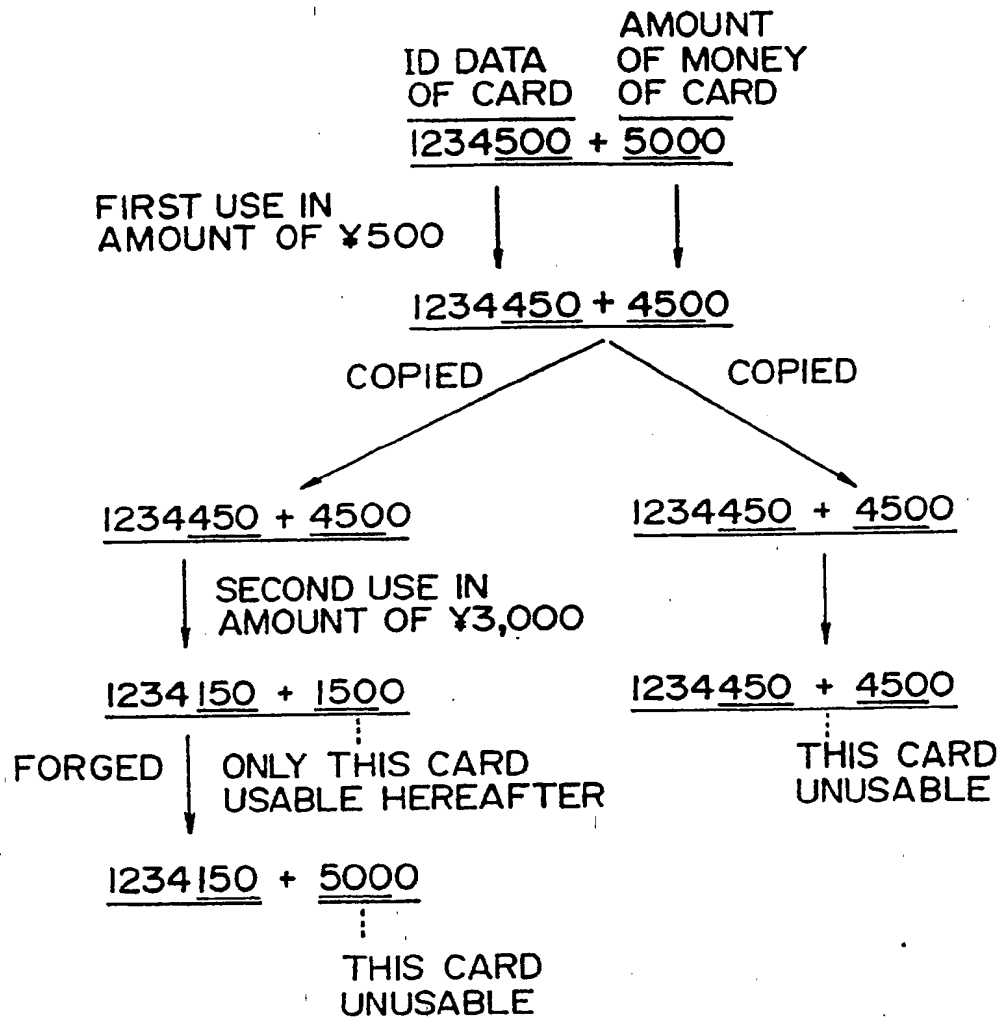 ID DATA
OF CARD
AMOUNT
OF MONEY
OF CARD
1234500 + 5000
FIRST USE IN
AMOUNT OF ¥500
1234450 + 4500
COPIED
COPIED
1234450 + 4500
1234450 + 4500
SECOND USE IN
AMOUNT OF ¥3,000
1234150 + 1500
1234450 + 4500
FORGED
ONLY THIS CARD
USABLE HEREAFTER
THIS CARD
UNUSABLE
1234150 + 5000
THIS CARD
UNUSABLE